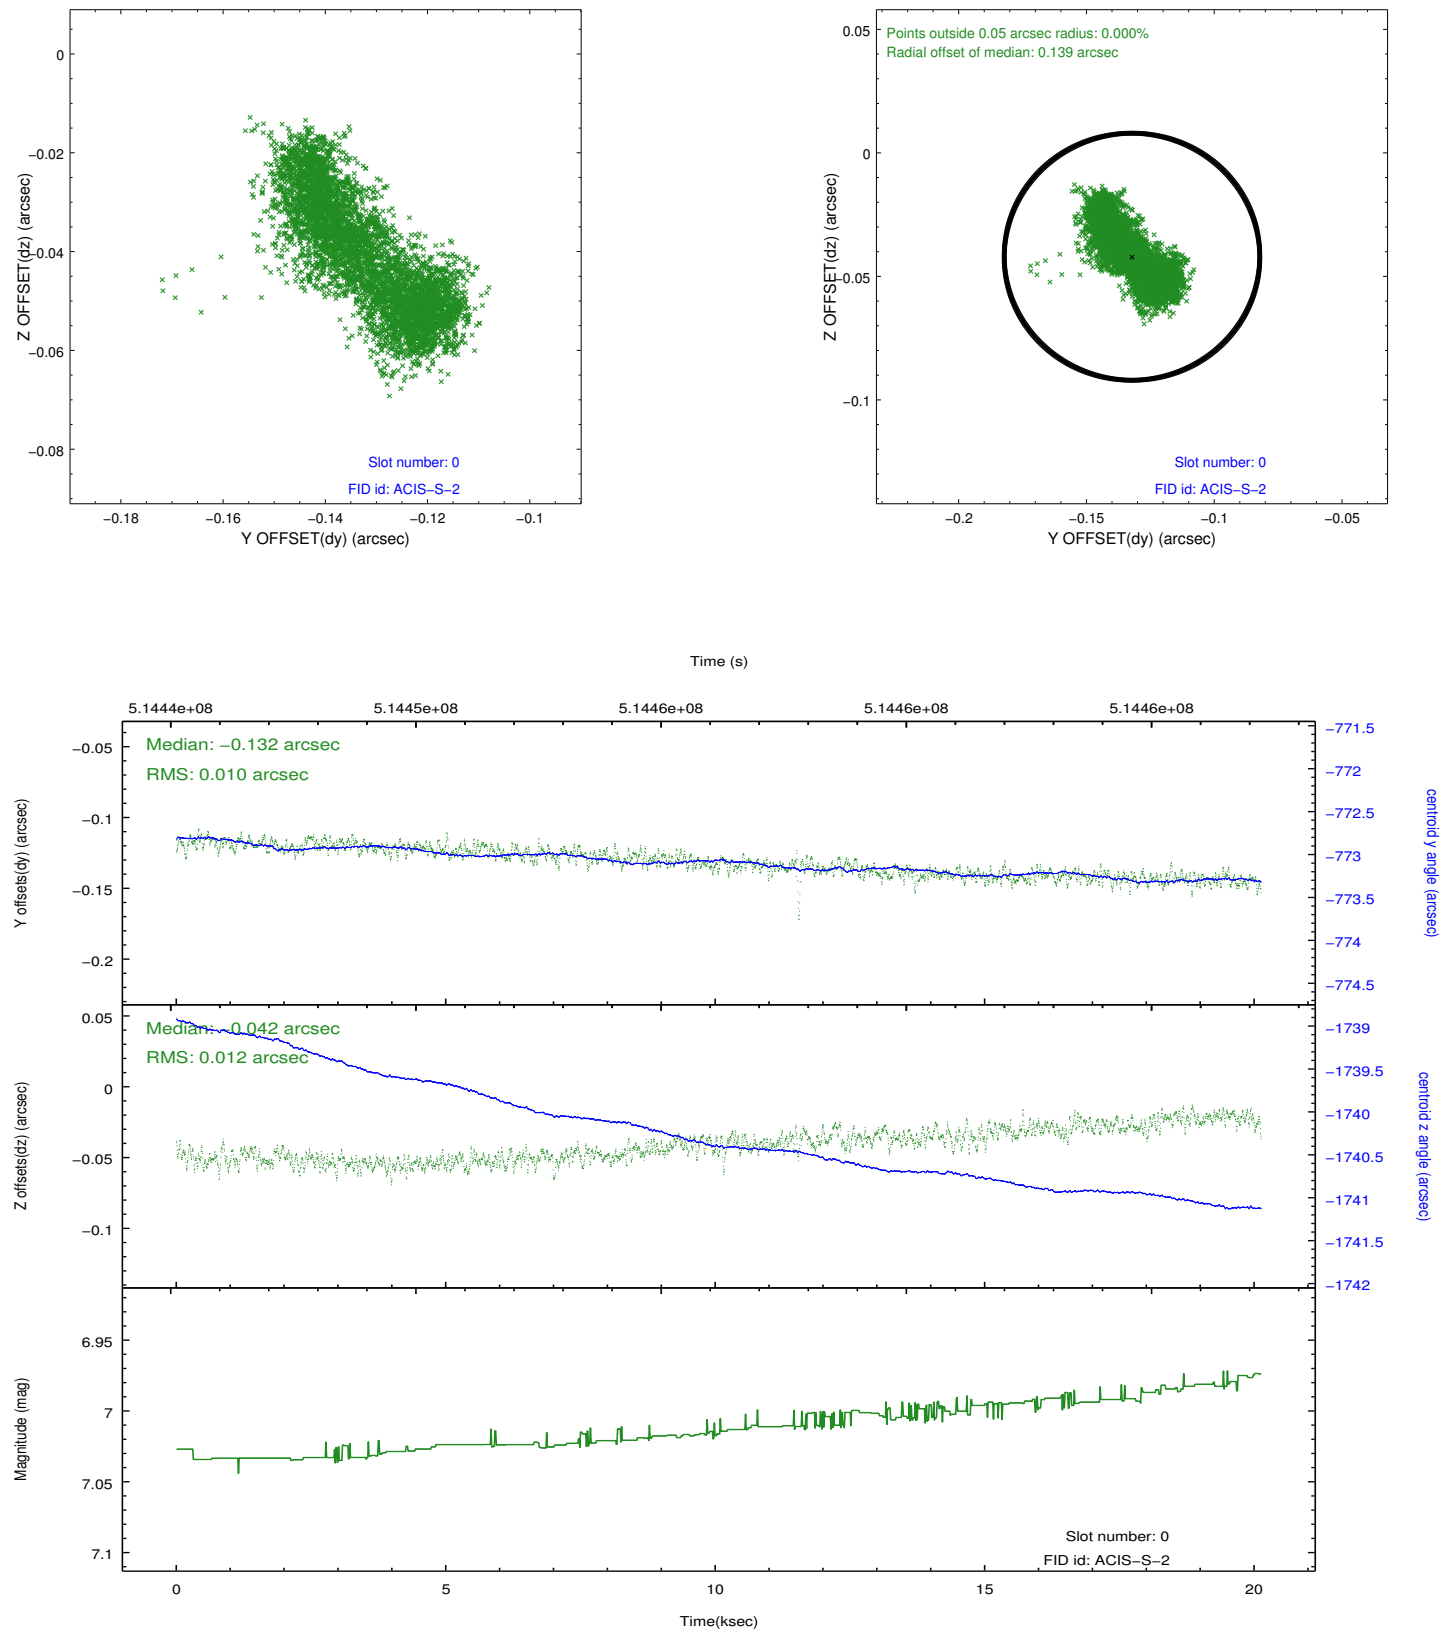 0
−0.02
−0.04
−0.06
−0.08
Z OFFSET(dz) (arcsec)
Slot number: 0
FID id: ACIS−S−2
−0.18
−0.16
−0.14
−0.12
−0.1
Y OFFSET(dy) (arcsec)
0.05
0
−0.05
−0.1
Z OFFSET(dz) (arcsec)
Points outside 0.05 arcsec radius: 0.000%
Radial offset of median: 0.139 arcsec
Slot number: 0
FID id: ACIS−S−2
−0.2
−0.15
−0.1
−0.05
Y OFFSET(dy) (arcsec)
Time (s)
5.1444e+08
5.1445e+08
5.1446e+08
5.1446e+08
5.1446e+08
−0.05
−0.1
−0.15
−0.2
Y offsets(dy) (arcsec)
Median: −0.132 arcsec
RMS: 0.010 arcsec
−771.5
−772
−772.5
−773
−773.5
−774
−774.5
centroid y angle (arcsec)
0.05
0
−0.05
−0.1
Z offsets(dz) (arcsec)
Median: −0.042 arcsec
RMS: 0.012 arcsec
−1739
−1739.5
−1740
−1740.5
−1741
−1741.5
−1742
centroid z angle (arcsec)
6.95
7
7.05
7.1
Magnitude (mag)
Slot number: 0
FID id: ACIS−S−2
0
5
10
15
20
Time(ksec)